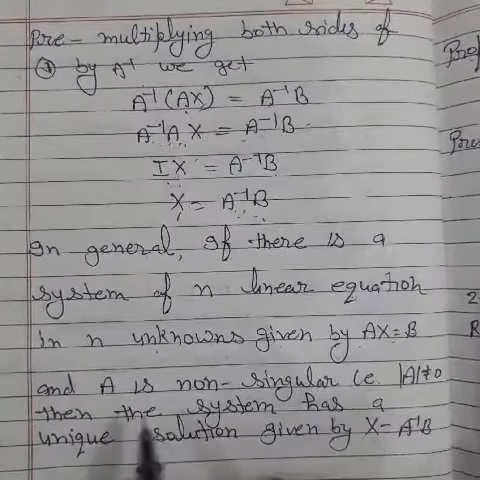 Pre-multiplying both sides of
① by A⁻¹ we get
A⁻¹(AX) = A⁻¹B
A⁻¹A X = A⁻¹B
IX = A⁻¹B
X = A⁻¹B
In general, If there is a
system of n linear equation
in n unknowns given by AX=B
and A is non-singular i.e. |A|≠0
then the system has a
unique solution given by X=A⁻¹B